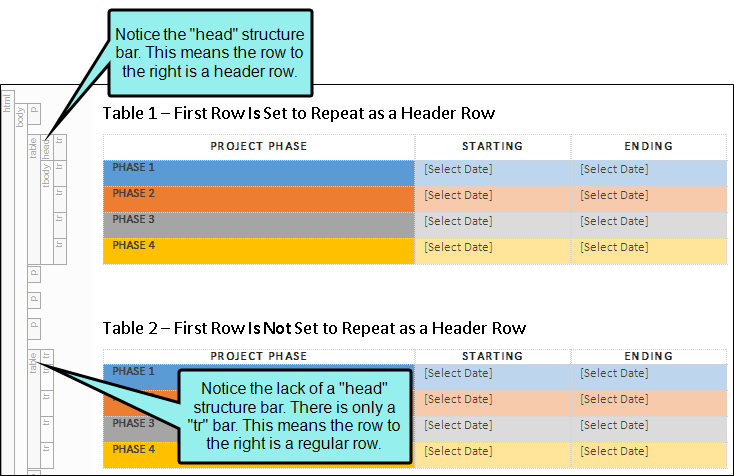 Notice the "head" structure
bar. This means the row to
the right is a header row.
html
body
p
Table 1 – First Row Is Set to Repeat as a Header Row
table
head
tr
PROJECT PHASE STARTING ENDING
tbody
tr
PHASE 1 [Select Date] [Select Date]
tr
PHASE 2 [Select Date] [Select Date]
tr
PHASE 3 [Select Date] [Select Date]
tr
PHASE 4 [Select Date] [Select Date]
p
p
p
Table 2 – First Row Is Not Set to Repeat as a Header Row
table
tr
PROJECT PHASE STARTING ENDING
tr
PHASE 1 [Select Date] [Select Date]
Notice the lack of a "head"
structure bar. There is only a
"tr" bar. This means the row to
the right is a regular row.
tr
[Select Date] [Select Date]
tr
PHASE 3 [Select Date] [Select Date]
tr
PHASE 4 [Select Date] [Select Date]